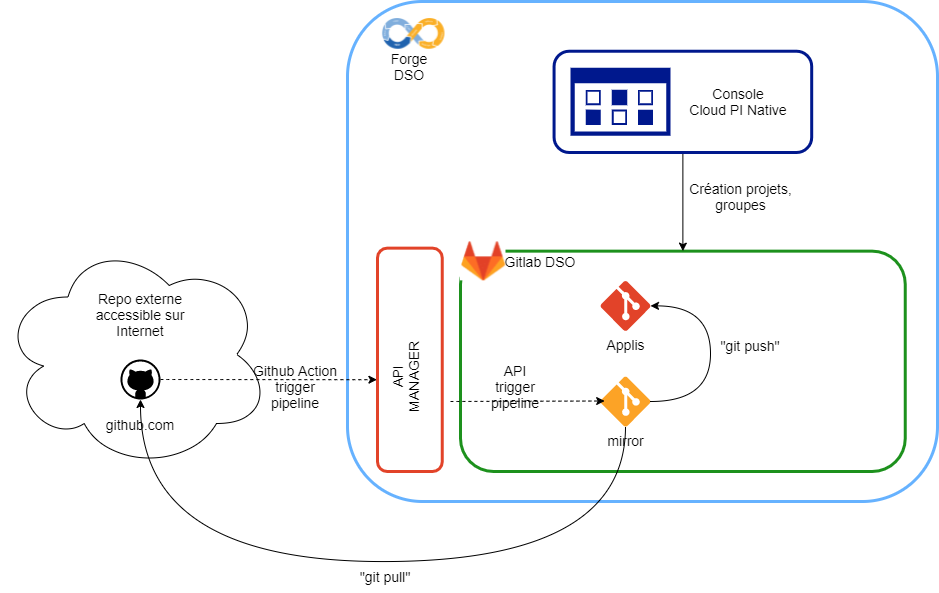 Forge
DSO
Console
Cloud PI Native
Création projets,
groupes
Gitlab DSO
Repo externe
accessible sur
Internet
github.com
Github Action
trigger
pipeline
API
MANAGER
API
trigger
pipeline
Applis
"git push"
mirror
"git pull"